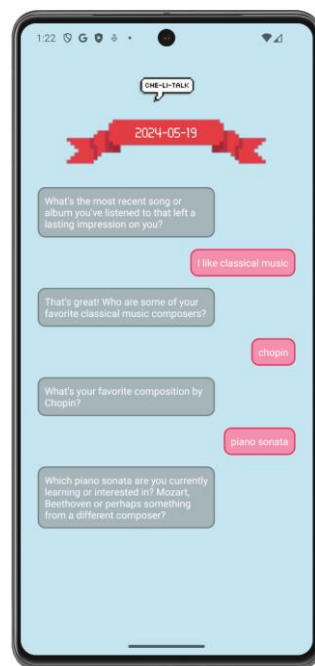 1:22
CHE-LI-TALK
2024-05-19
What's the most recent song or
album you've listened to that left a
lasting impression on you?
I like classical music
That's great! Who are some of your
favorite classical music composers?
chopin
What's your favorite composition by
Chopin?
piano sonata
Which piano sonata are you currently
learning or interested in? Mozart,
Beethoven or perhaps something
from a different composer?